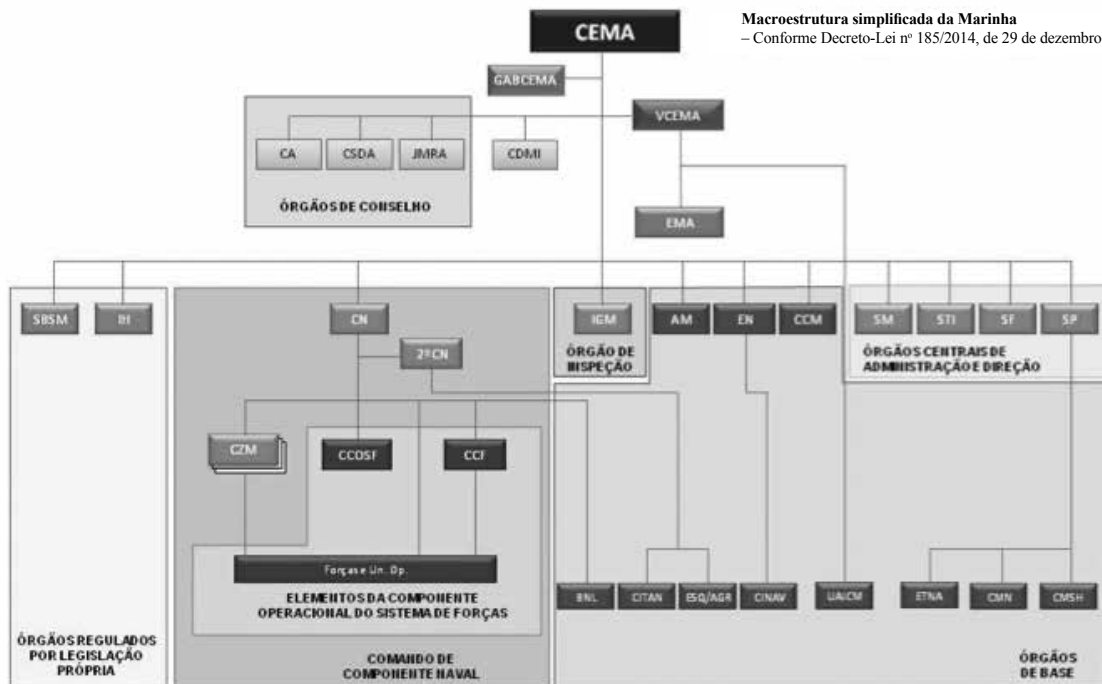 Macroestrutura simplificada da Marinha
– Conforme Decreto-Lei nº 185/2014, de 29 de dezembro
CEMA
GABCEMA
VCEMA
CA
CSDA
JMRA
CDMI
ÓRGÃOS DE CONSELHO
EMA
SBSM
IH
CN
IGM
AM
EN
CCM
SM
STI
SF
SP
2º CN
ÓRGÃO DE
INSPEÇÃO
ÓRGÃOS CENTRAIS DE
ADMINISTRAÇÃO E DIREÇÃO
CZM
CCOSF
CCF
Forças e Un. Op.
ELEMENTOS DA COMPONENTE
OPERACIONAL DO SISTEMA DE FORÇAS
BNL
CITAN
ESQ/AGR
CINAV
UAICM
ETNA
CMN
CMSH
ÓRGÃOS REGULADOS
POR LEGISLAÇÃO
PRÓPRIA
COMANDO DE
COMPONENTE NAVAL
ÓRGÃOS
DE BASE